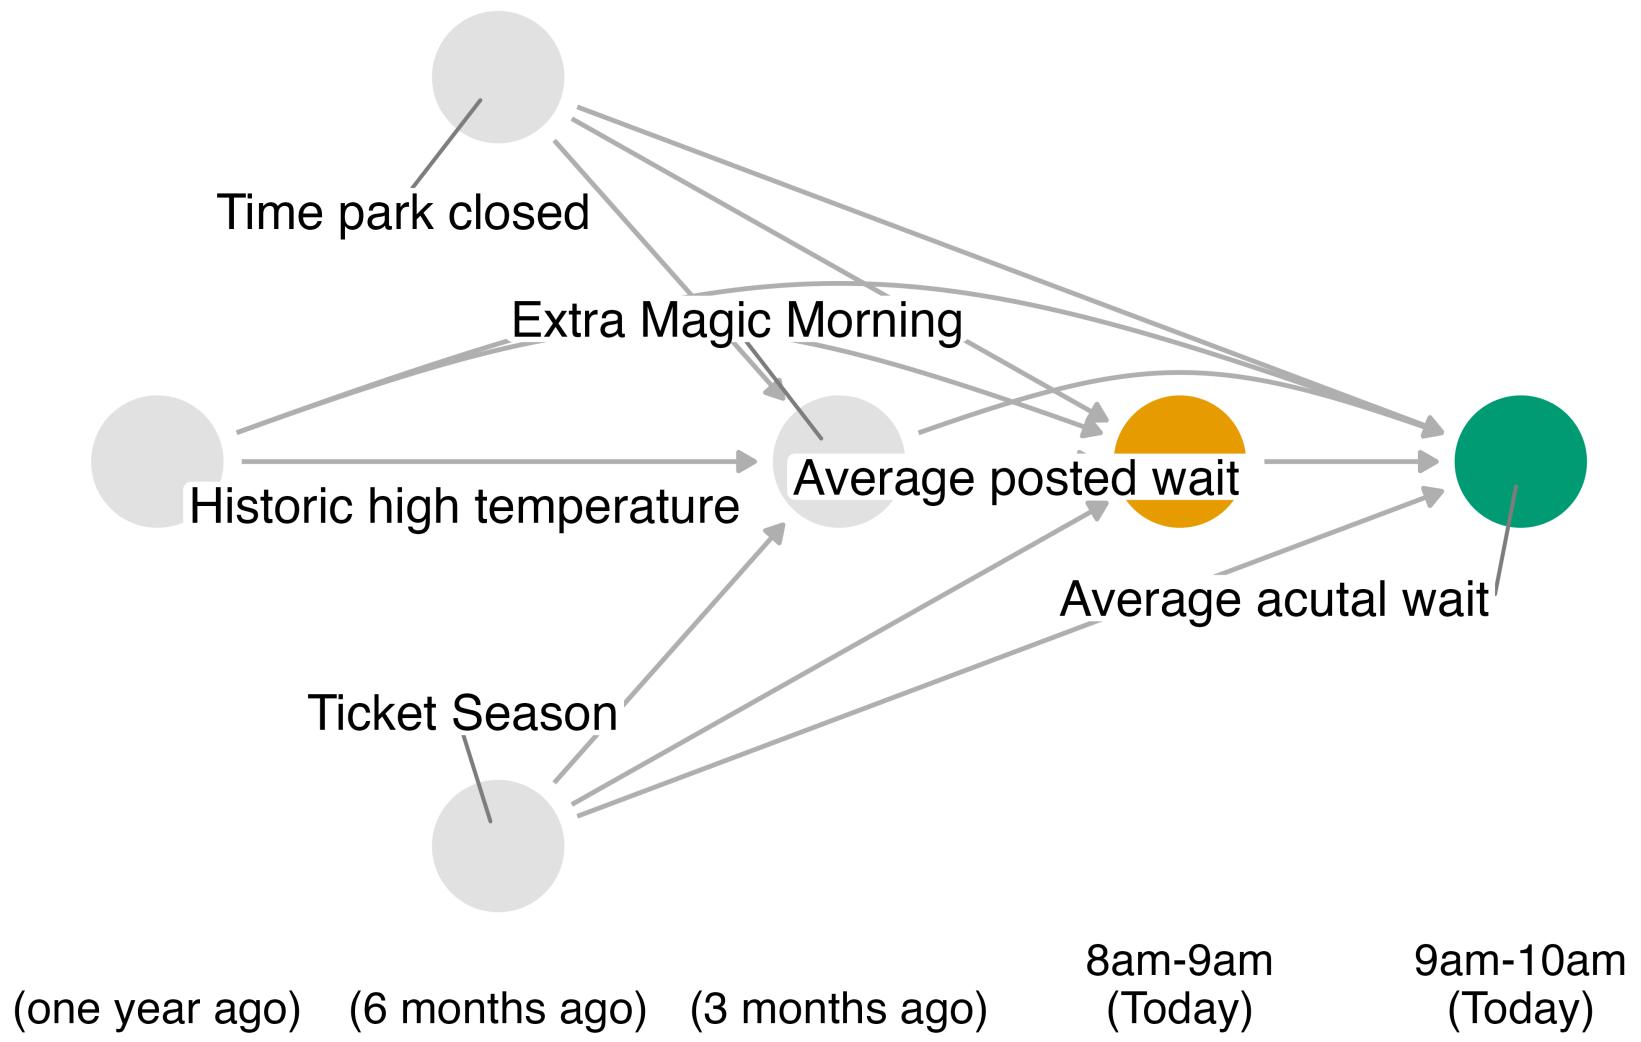 Time park closed
Extra Magic Morning
Average posted wait
Historic high temperature
Average acutal wait
Ticket Season
8am-9am
9am-10am
(one year ago)
(6 months ago)
(3 months ago)
(Today)
(Today)